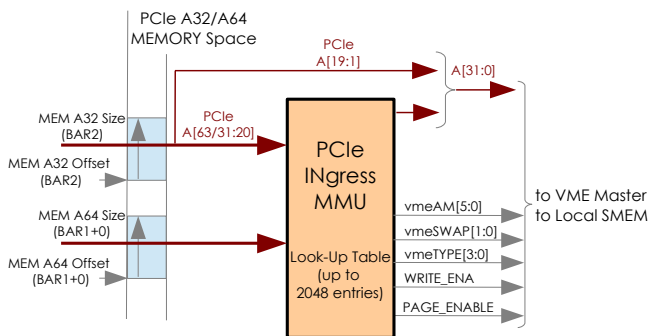 PCIe A32/A64
MEMORY Space
PCIe
A[19:1]
A[31:0]
MEM A32 Size
(BAR2)
PCIe
A[63/31:20]
MEM A32 Offset
(BAR2)
MEM A64 Size
(BAR1+0)
MEM A64 Offset
(BAR1+0)
PCIe
INgress
MMU
Look-Up Table
(up to
2048 entries)
vmeAM[5:0]
vmeSWAP[1:0]
vmeTYPE[3:0]
WRITE_ENA
PAGE_ENABLE
to VME Master
to Local SMEM